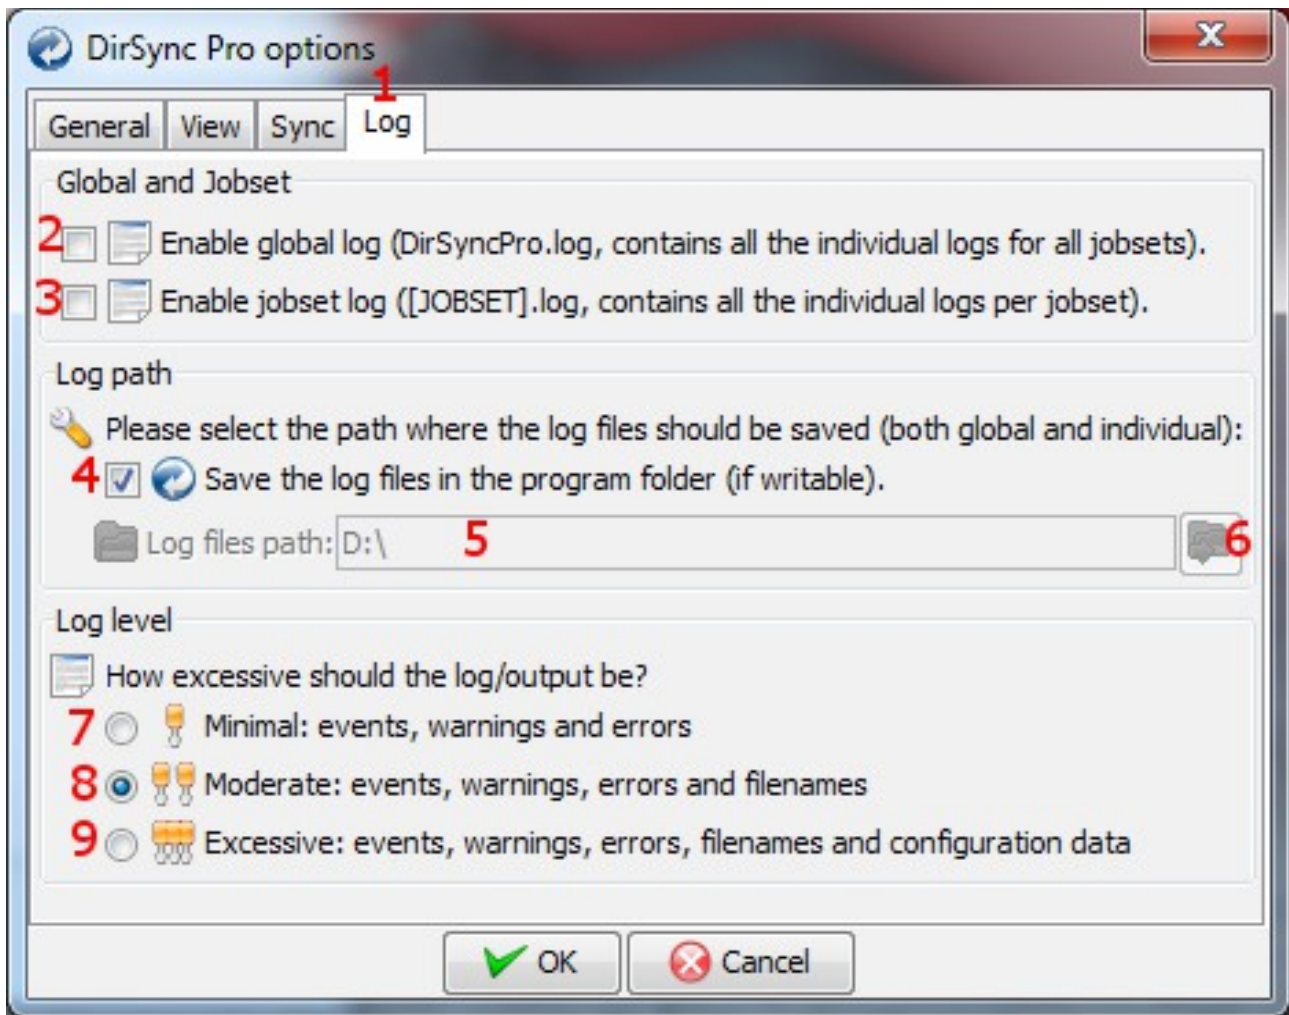 DirSync Pro options
1
General View Sync Log
Global and Jobset
2 Enable global log (DirSyncPro.log, contains all the individual logs for all jobsets).
3 Enable jobset log ([JOBSET].log, contains all the individual logs per jobset).
Log path
Please select the path where the log files should be saved (both global and individual):
4 Save the log files in the program folder (if writable).
Log files path: D:\ 5 6
Log level
How excessive should the log/output be?
7 Minimal: events, warnings and errors
8 Moderate: events, warnings, errors and filenames
9 Excessive: events, warnings, errors, filenames and configuration data
OK Cancel